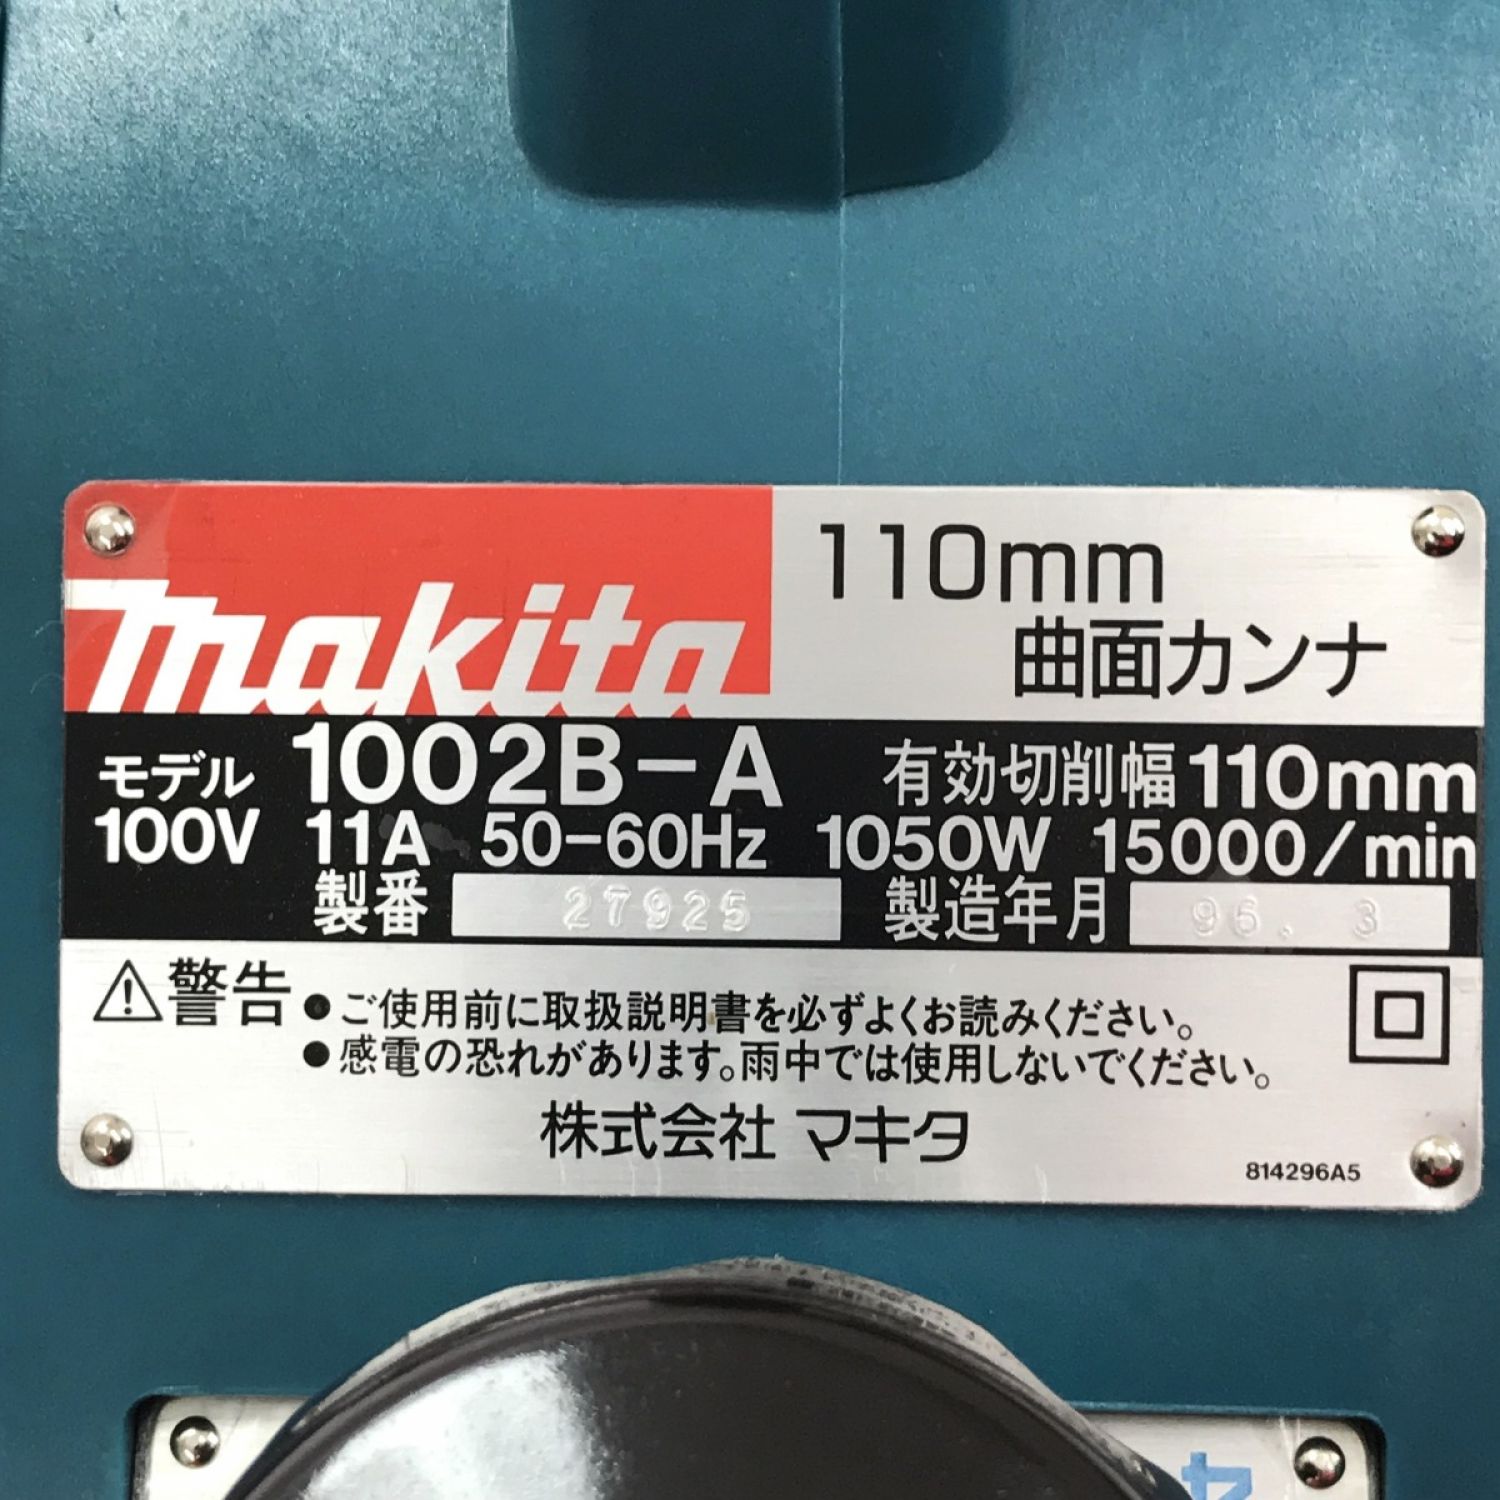 makita
110mm
曲面カンナ
モデル 1002B-A 有効切削幅 110mm
100V 11A 50-60Hz 1050W 15000/min
製番 27925 製造年月 96. 3
警告 ●ご使用前に取扱説明書を必ずよくお読みください。
●感電の恐れがあります。雨中では使用しないでください。
株式会社 マキタ
814296A5